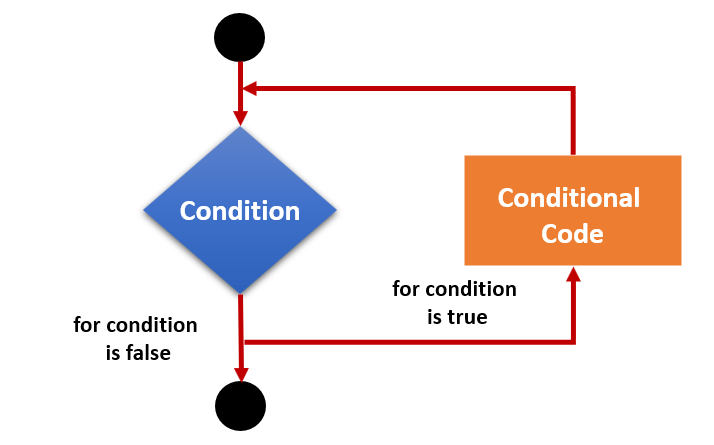 Condition
Conditional
Code
for condition
is true
for condition
is false